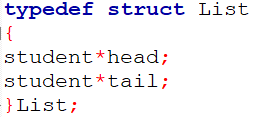 typedef struct List
{
student*head;
student*tail;
}List;